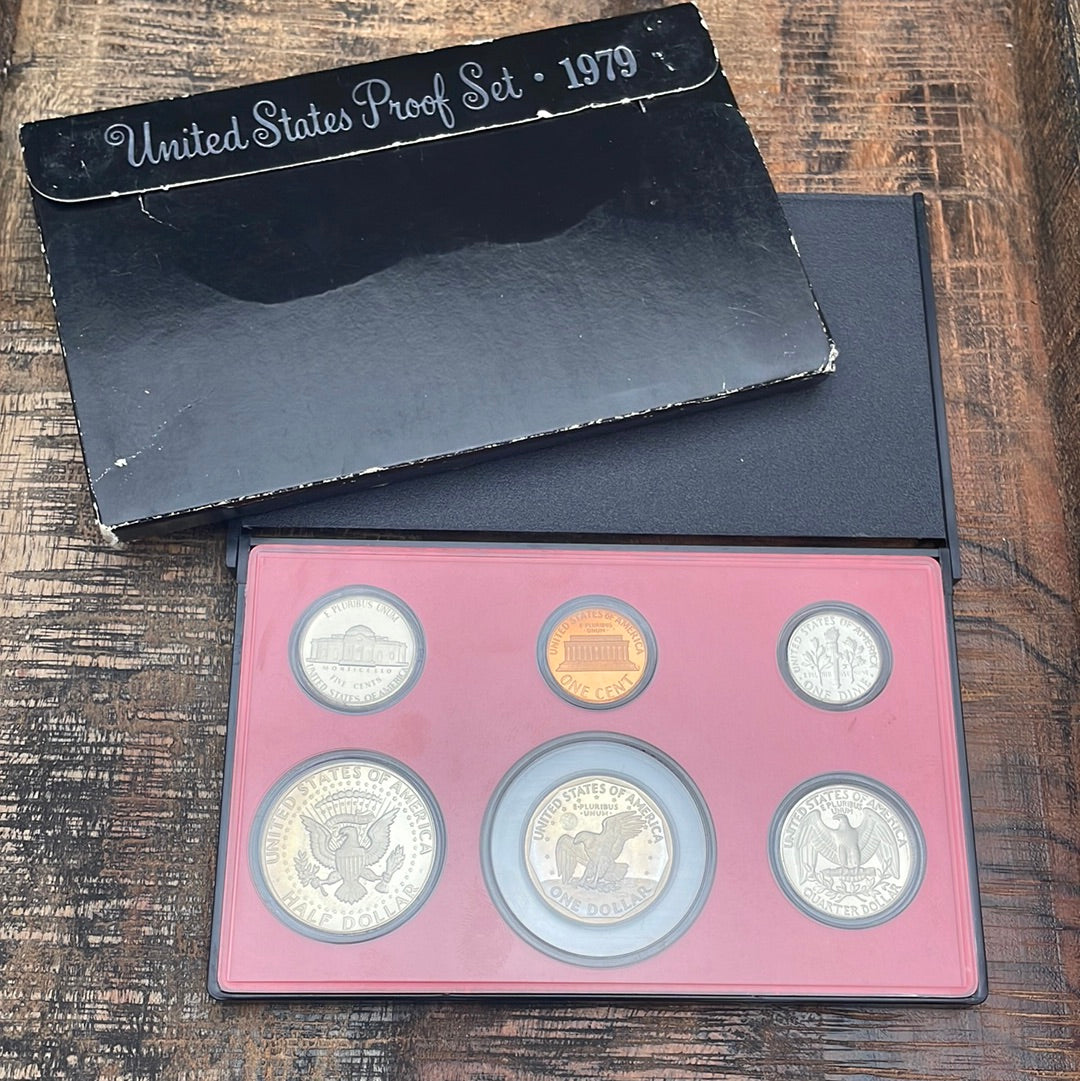 United States Proof Set · 1979
E PLURIBUS UNUM
MONTICELLO
FIVE CENTS
UNITED STATES OF AMERICA
UNITED STATES OF AMERICA
E·PLURIBUS
·UNUM·
ONE CENT
UNITED STATES OF AMERICA
ONE DIME
UNITED STATES OF AMERICA
HALF DOLLAR
UNITED STATES OF AMERICA
E·PLURIBUS
·UNUM·
ONE DOLLAR
UNITED STATES OF AMERICA
E PLURIBUS
UNUM
QUARTER DOLLAR